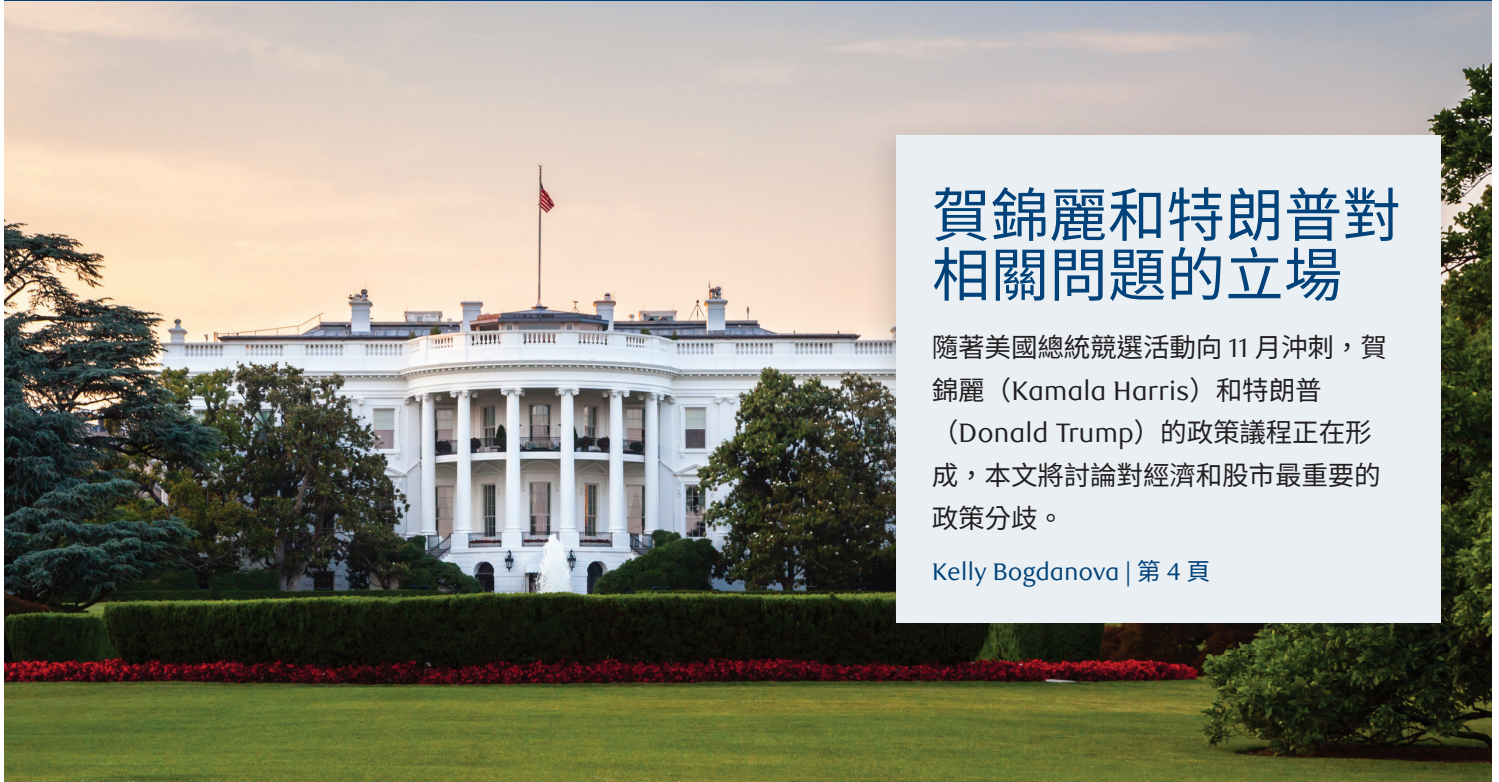 賀錦麗和特朗普對
相關問題的立場
隨著美國總統競選活動向 11 月沖刺，賀
錦麗（Kamala Harris）和特朗普
（Donald Trump）的政策議程正在形
成，本文將討論對經濟和股市最重要的
政策分歧。
Kelly Bogdanova | 第 4 頁